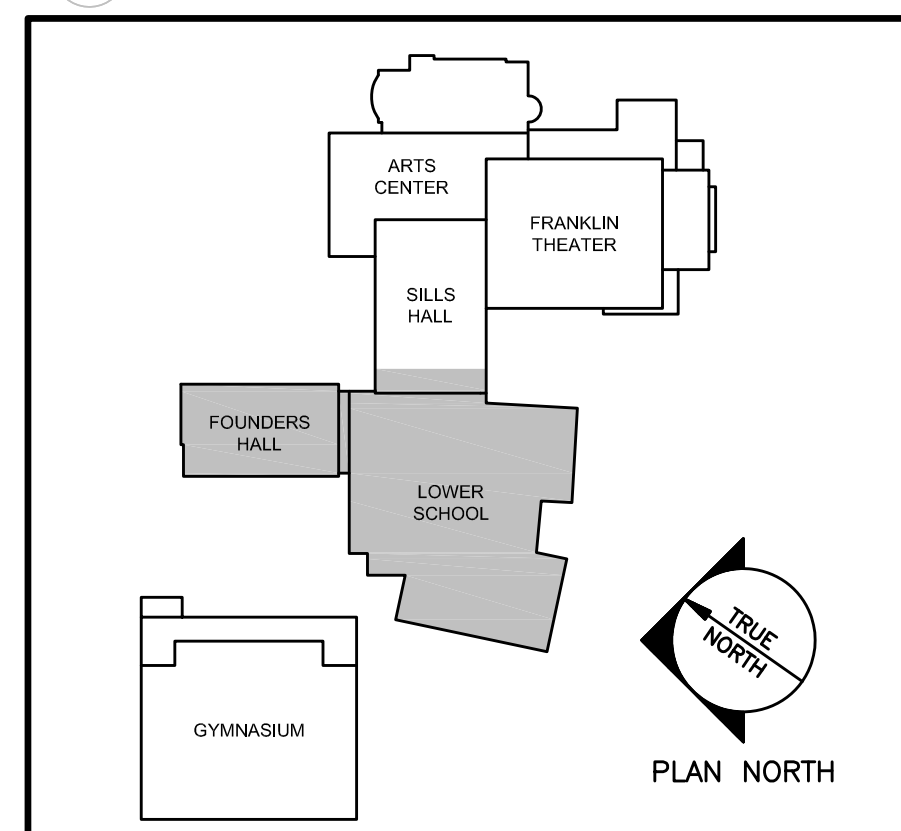 ARTS
CENTER
FRANKLIN
THEATER
SILLS
HALL
FOUNDERS
HALL
LOWER
SCHOOL
TRUE
NORTH
GYMNASIUM
PLAN NORTH